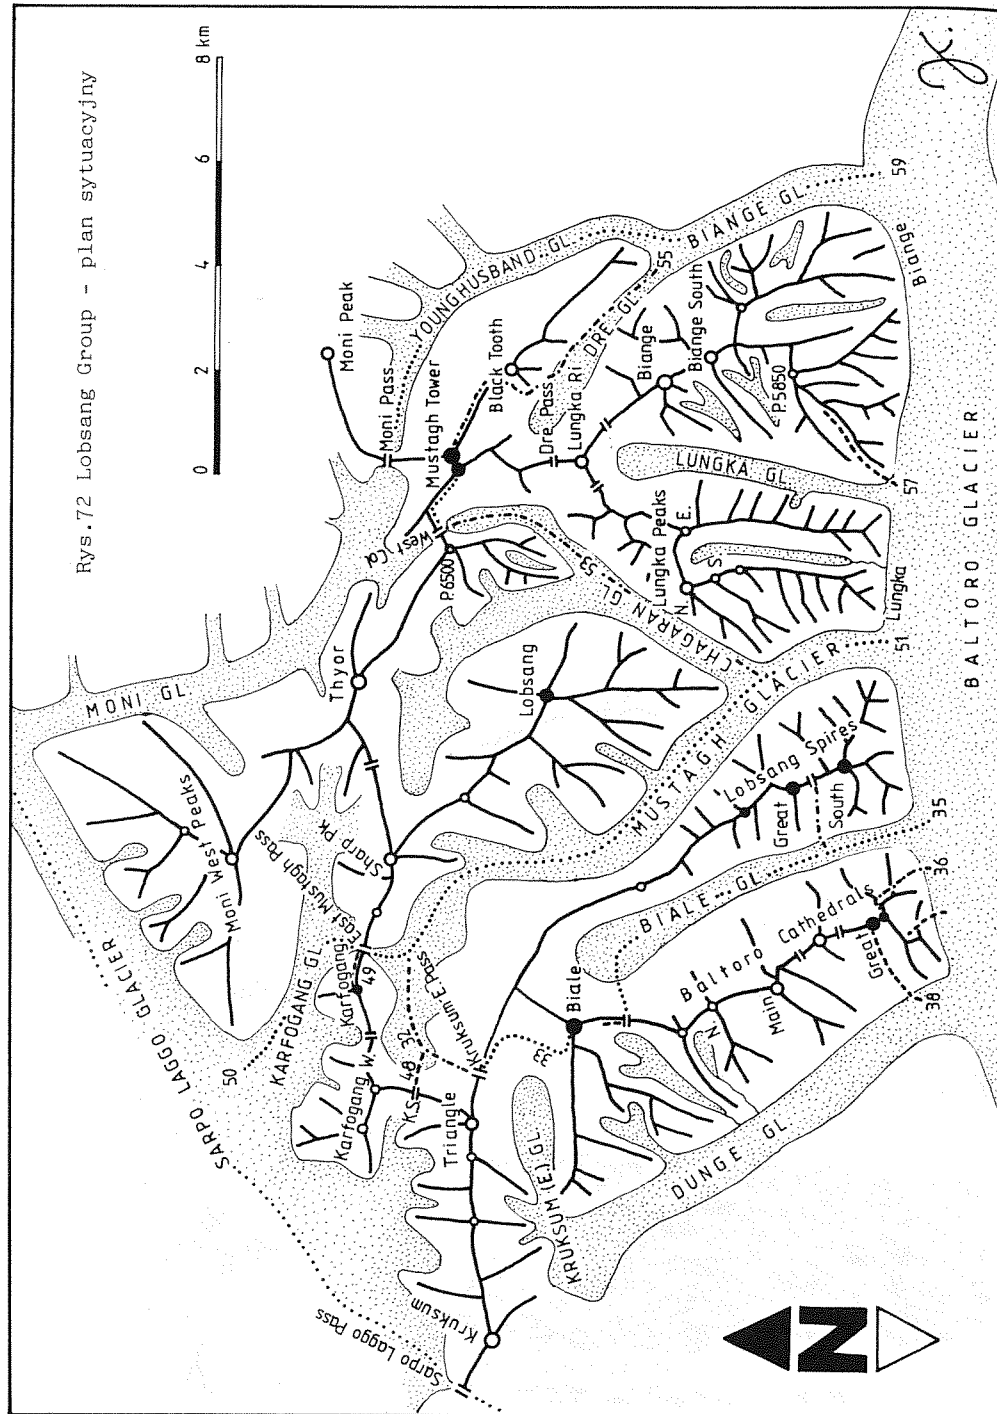 Rys.72 Lobsang Group - plan sytuacyjny
0 2 4 6 8 km
Moni Peak
Moni Pass
YOUNGHUSBAND GL
Mustagh Tower
Black Tooth
West Col
P.6500
Dre Pass
DRE GL
55
Lungka Ri
Biange
Biange South
P.5850
BIANGE GL
59
Biange
57
LUNGKA GL
Lungka Peaks
E.
N.
S
Lungka
CHAGARAN GL
53
51
MONI GL
Thyor
Moni West Peaks
Lobsang
Sharp Pk
East Mustagh Pass
MUSTAGH GLACIER
Lobsang Spires
Great
South
SARPO LAGGO GLACIER
KARFOGANG GL
50
Karfogang
49
Karfogang W.
K.S.
48
32
Kruksum E. Pass
Triangle
33
Biale
BIALE GL
35
36
38
Baltoro Cathedrals
N.
Main
Great
KRUKSUM (E.) GL
DUNGE GL
Kruksum
Sarpo Laggo Pass
BALTORO GLACIER
N